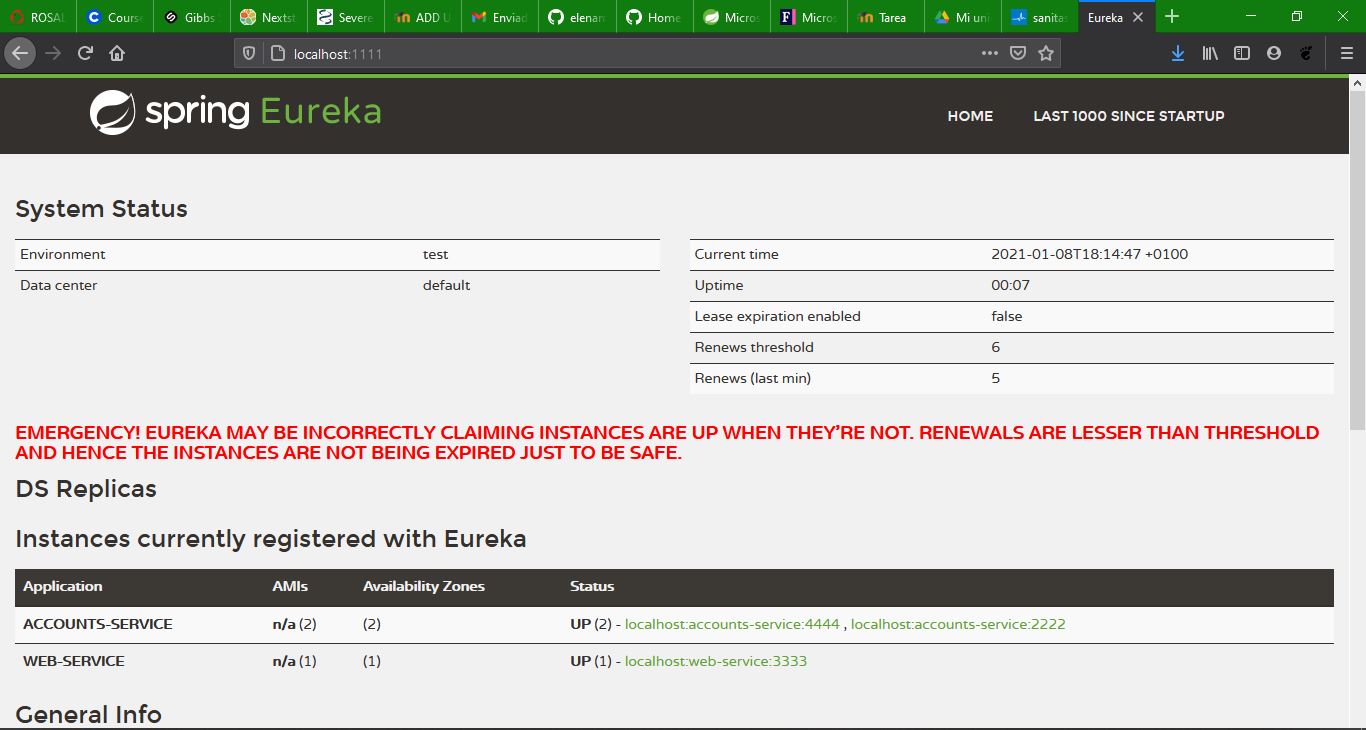 ROSAL
Course
Gibbs
Nextst
Severe
ADD U
Enviad
elenam
Home
Micros
Micros
Tarea
Mi uni
sanitas
Eureka
localhost:1111
spring Eureka
HOME
LAST 1000 SINCE STARTUP
System Status
Environment test
Data center default
Current time 2021-01-08T18:14:47 +0100
Uptime 00:07
Lease expiration enabled false
Renews threshold 6
Renews (last min) 5
EMERGENCY! EUREKA MAY BE INCORRECTLY CLAIMING INSTANCES ARE UP WHEN THEY'RE NOT. RENEWALS ARE LESSER THAN THRESHOLD
AND HENCE THE INSTANCES ARE NOT BEING EXPIRED JUST TO BE SAFE.
DS Replicas
Instances currently registered with Eureka
Application AMIs Availability Zones Status
ACCOUNTS-SERVICE n/a (2) (2) UP (2) - localhost:accounts-service:4444 , localhost:accounts-service:2222
WEB-SERVICE n/a (1) (1) UP (1) - localhost:web-service:3333
General Info